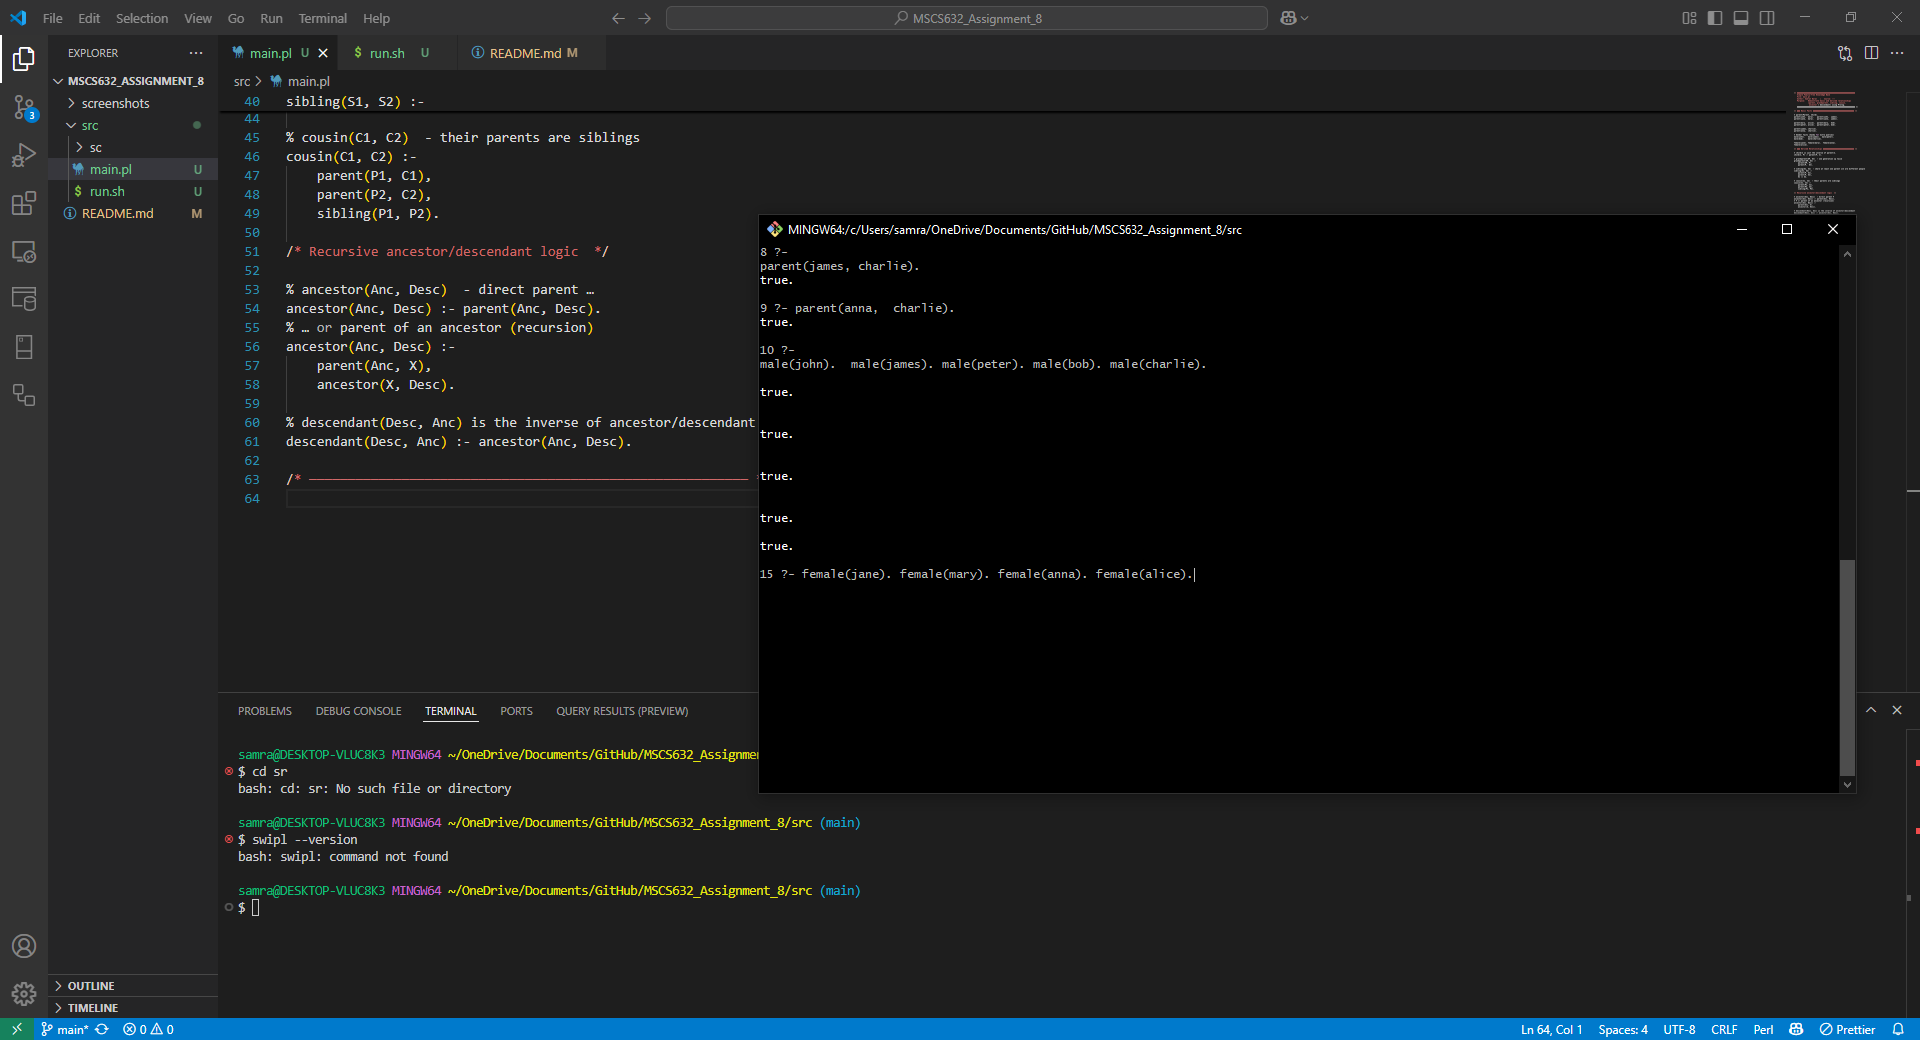 File Edit Selection View Go Run Terminal Help
MSCS632_Assignment_8
EXPLORER
MSCS632_ASSIGNMENT_8
screenshots
src
sc
main.pl U
run.sh U
README.md M
OUTLINE
TIMELINE
main.pl U
run.sh U
README.md M
src > main.pl
40 sibling(S1, S2) :-
44
45 % cousin(C1, C2)  - their parents are siblings
46 cousin(C1, C2) :-
47     parent(P1, C1),
48     parent(P2, C2),
49     sibling(P1, P2).
50
51 /* Recursive ancestor/descendant logic  */
52
53 % ancestor(Anc, Desc)  - direct parent …
54 ancestor(Anc, Desc) :- parent(Anc, Desc).
55 % … or parent of an ancestor (recursion)
56 ancestor(Anc, Desc) :-
57     parent(Anc, X),
58     ancestor(X, Desc).
59
60 % descendant(Desc, Anc) is the inverse of ancestor/descendant
61 descendant(Desc, Anc) :- ancestor(Anc, Desc).
62
63 /* ————————————————————————————
64
MINGW64:/c/Users/samra/OneDrive/Documents/GitHub/MSCS632_Assignment_8/src
8 ?-
parent(james, charlie).
true.
9 ?- parent(anna,  charlie).
true.
10 ?-
male(john).  male(james). male(peter). male(bob). male(charlie).
true.
true.
true.
true.
true.
15 ?- female(jane). female(mary). female(anna). female(alice).
PROBLEMS DEBUG CONSOLE TERMINAL PORTS QUERY RESULTS (PREVIEW)
samra@DESKTOP-VLUC8K3 MINGW64 ~/OneDrive/Documents/GitHub/MSCS632_Assignme
$ cd sr
bash: cd: sr: No such file or directory
samra@DESKTOP-VLUC8K3 MINGW64 ~/OneDrive/Documents/GitHub/MSCS632_Assignment_8/src (main)
$ swipl --version
bash: swipl: command not found
samra@DESKTOP-VLUC8K3 MINGW64 ~/OneDrive/Documents/GitHub/MSCS632_Assignment_8/src (main)
$
3
main* 0 0
Ln 64, Col 1 Spaces: 4 UTF-8 CRLF Perl Prettier